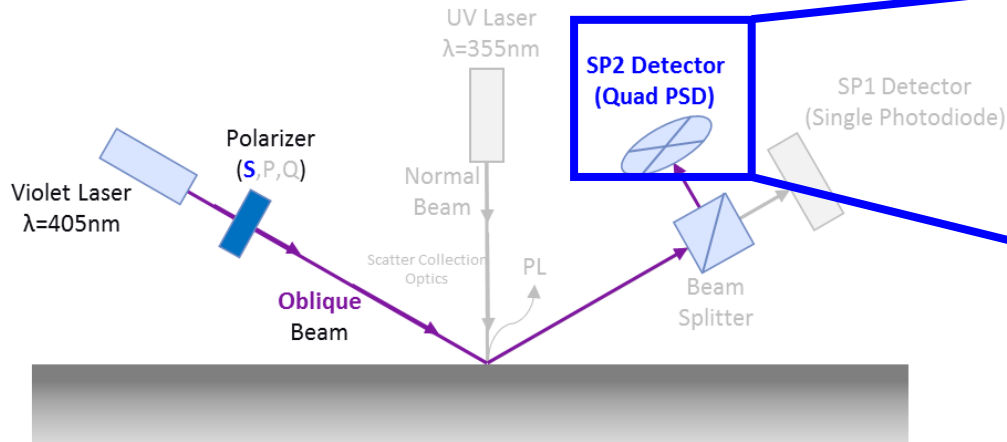 UV Laser
λ=355nm
SP2 Detector
(Quad PSD)
SP1 Detector
(Single Photodiode)
Polarizer
(S,P,Q)
Violet Laser
λ=405nm
Normal
Beam
Scatter Collection
Optics
PL
Oblique
Beam
Beam
Splitter